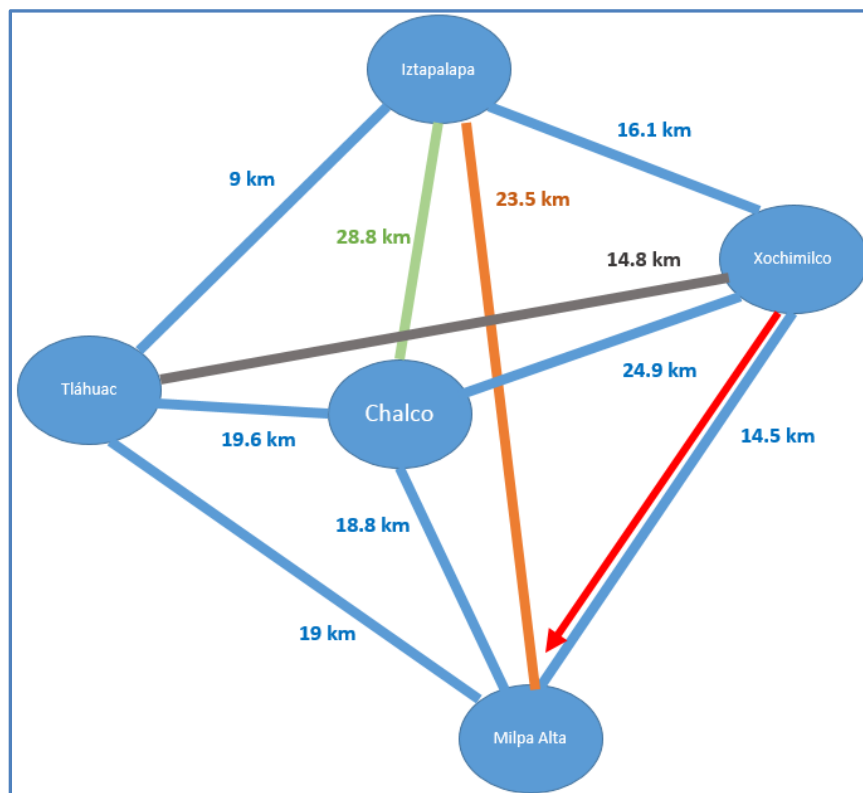 Iztapalapa
16.1 km
9 km
23.5 km
28.8 km
14.8 km
Xochimilco
24.9 km
Tláhuac
Chalco
19.6 km
14.5 km
18.8 km
19 km
Milpa Alta